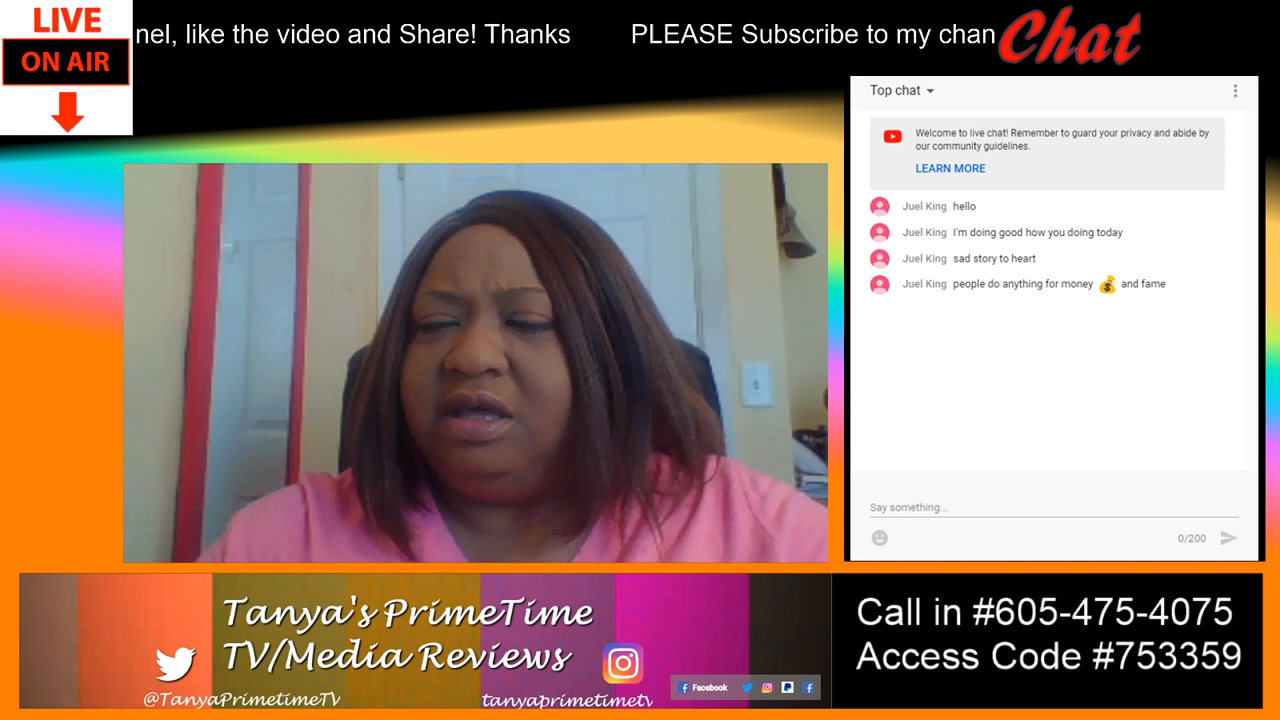 LIVE
ON AIR
nel, like the video and Share! Thanks PLEASE Subscribe to my chan
Chat
Top chat
Welcome to live chat! Remember to guard your privacy and abide by
our community guidelines.
LEARN MORE
Juel King hello
Juel King I'm doing good how you doing today
Juel King sad story to heart
Juel King people do anything for money 💰 and fame
Say something...
0/200
Tanya's PrimeTime
TV/Media Reviews
@TanyaPrimetimeTV
tanyaprimetimetv
Facebook
Call in #605-475-4075
Access Code #753359